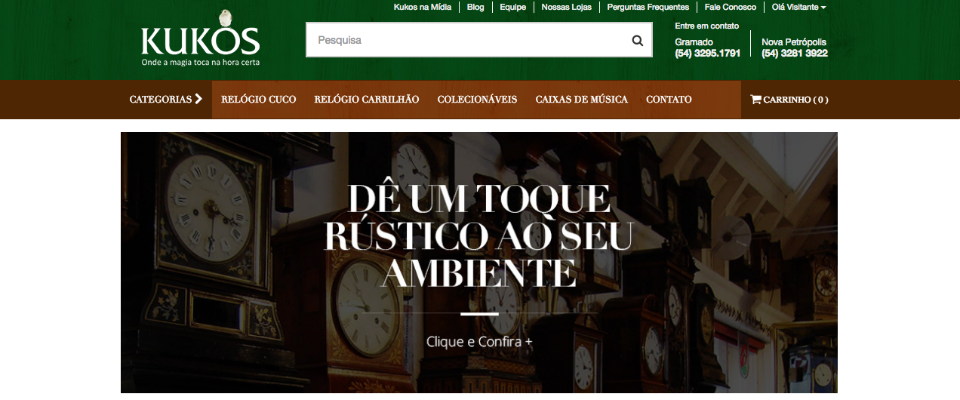 Kukos na Mídia
Blog
Equipe
Nossas Lojas
Perguntas Frequentes
Fale Conosco
Olá Visitante
KUKOS
Onde a magia toca na hora certa
Pesquisa
Entre em contato
Gramado
(54) 3295.1791
Nova Petrópolis
(54) 3281 3922
CATEGORIAS
RELÓGIO CUCO
RELÓGIO CARRILHÃO
COLECIONÁVEIS
CAIXAS DE MÚSICA
CONTATO
CARRINHO ( 0 )
DÊ UM TOQUE
RÚSTICO AO SEU
AMBIENTE
Clique e Confira +